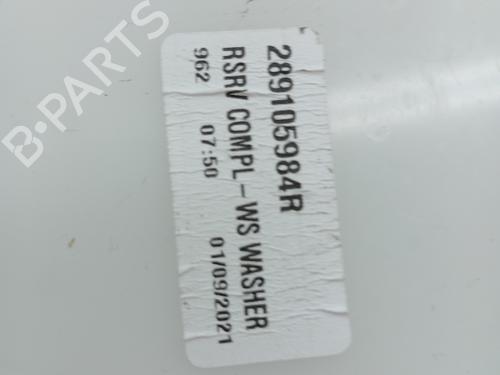 289105984R
RSRV COMPL-WS WASHER
962 07:50 01/09/2021
B-PARTS